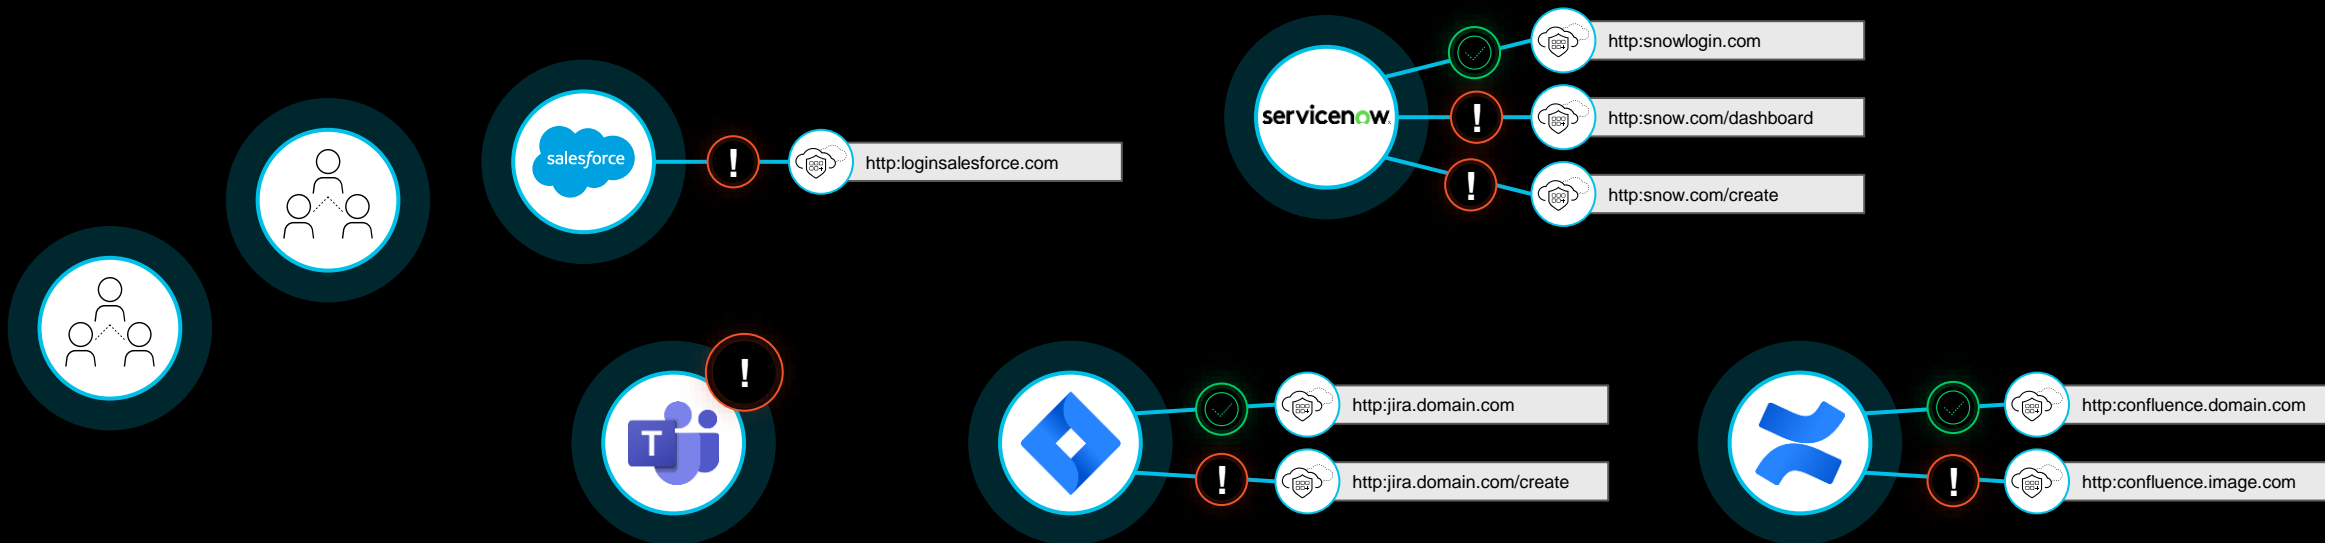 salesforce
!
http:loginsalesforce.com
servicenow
http:snowlogin.com
!
http:snow.com/dashboard
!
http:snow.com/create
T
!
http:jira.domain.com
!
http:jira.domain.com/create
http:confluence.domain.com
!
http:confluence.image.com